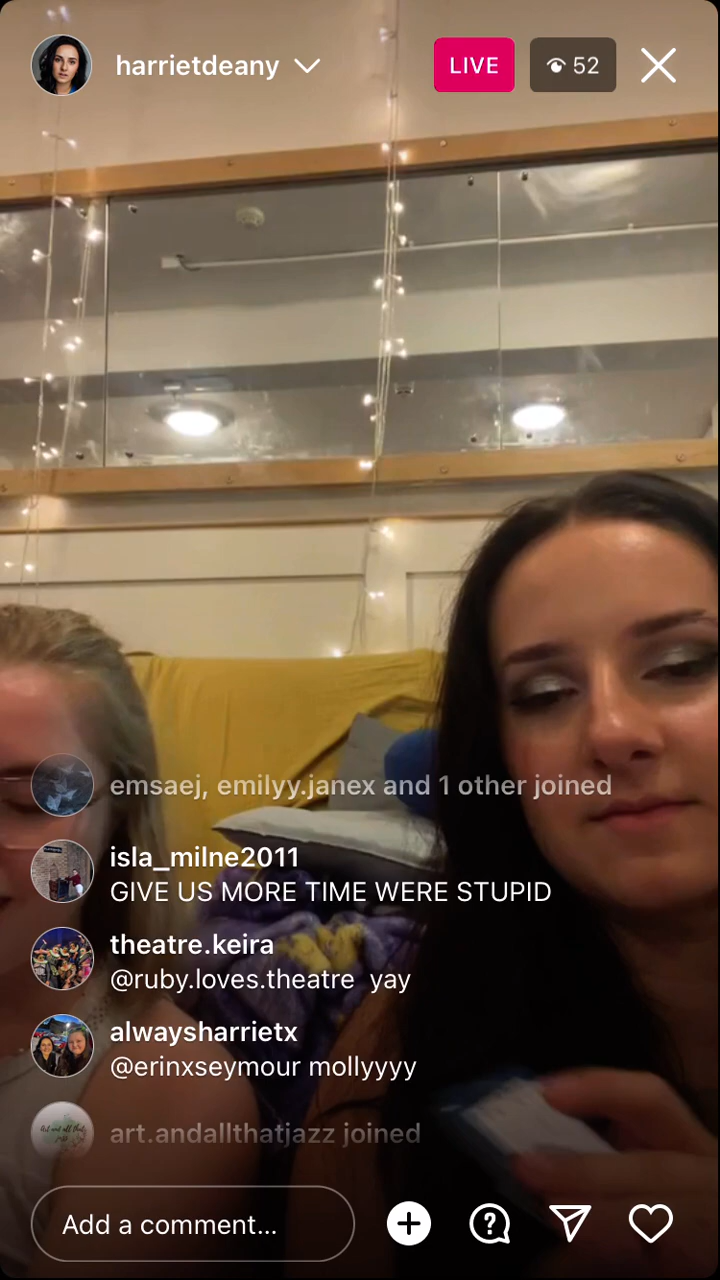 harrietdeany LIVE 52
emsaej, emilyy.janex and 1 other joined
isla_milne2011
GIVE US MORE TIME WERE STUPID
theatre.keira
@ruby.loves.theatre yay
alwaysharrietx
@erinxseymour mollyyyy
art.andallthatjazz joined
Add a comment...